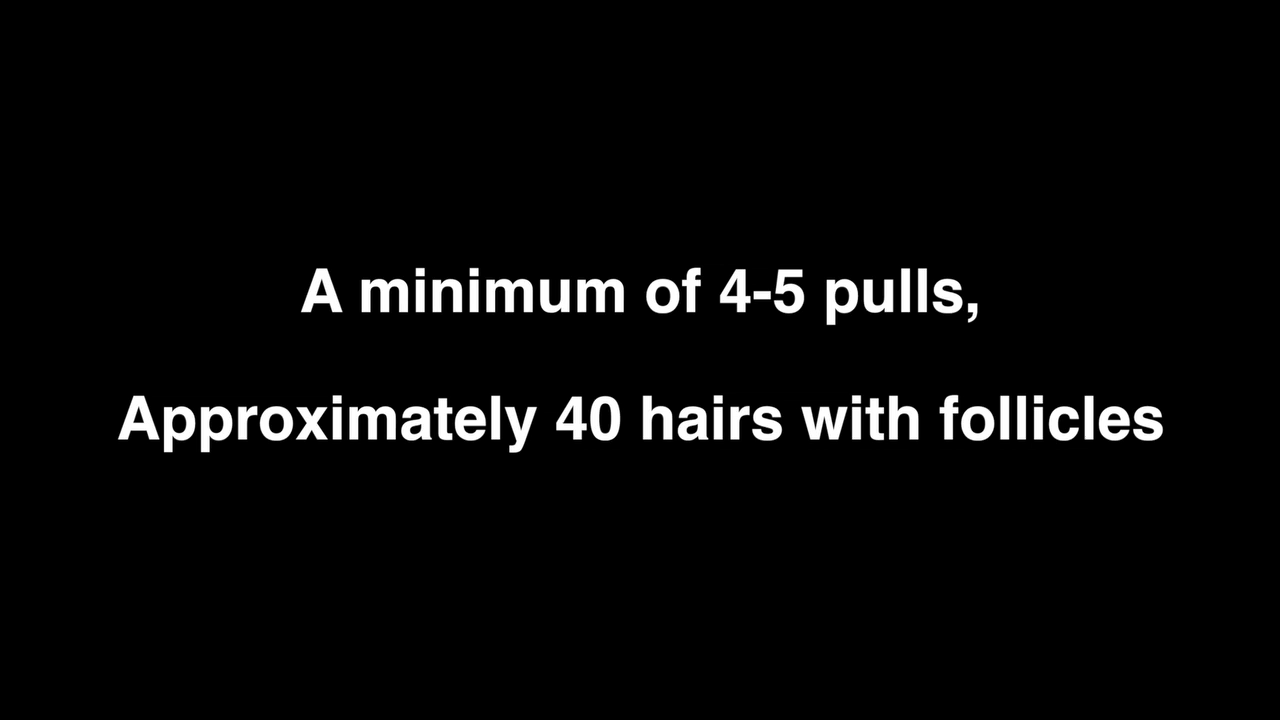 A minimum of 4-5 pulls,
Approximately 40 hairs with follicles